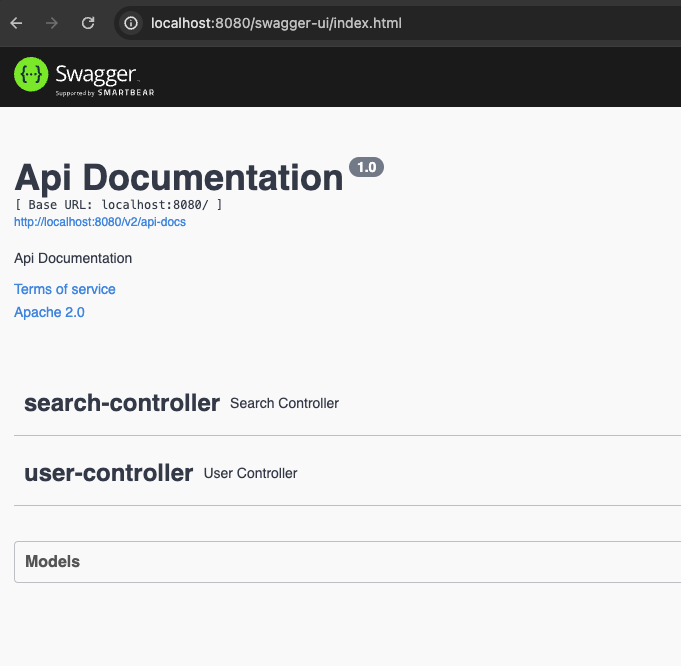 localhost:8080/swagger-ui/index.html
{···} Swagger
Supported by SMARTBEAR
Api Documentation 1.0
[ Base URL: localhost:8080/ ]
http://localhost:8080/v2/api-docs
Api Documentation
Terms of service
Apache 2.0
search-controller Search Controller
user-controller User Controller
Models